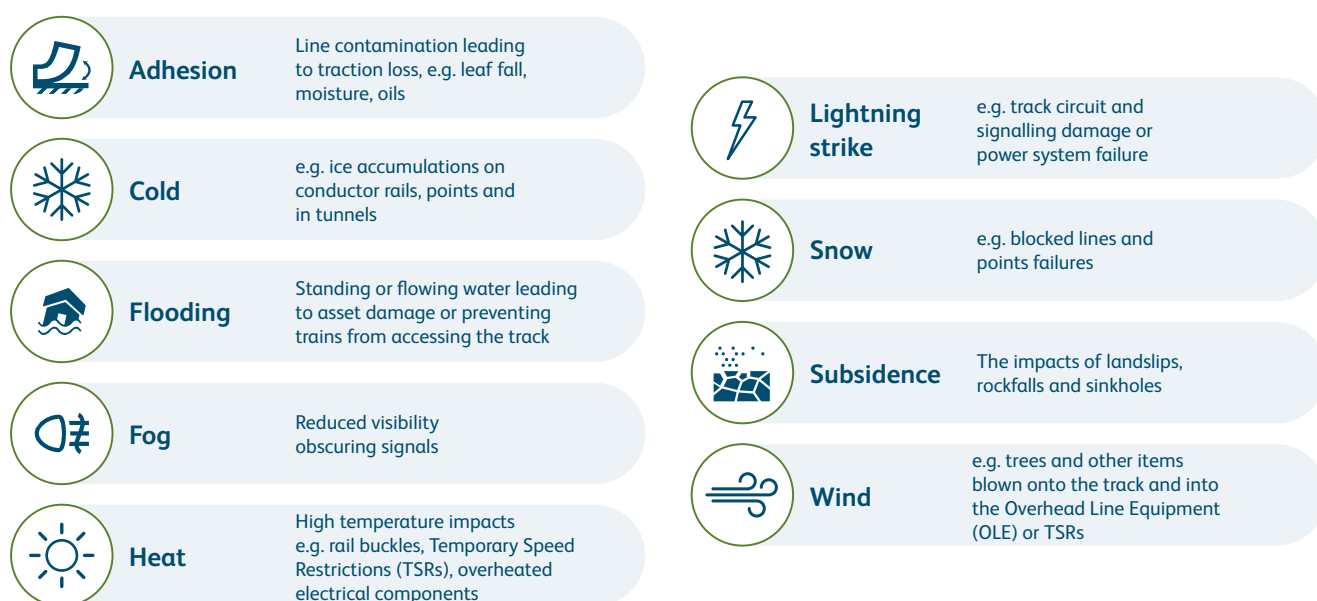 Adhesion
Line contamination leading
to traction loss, e.g. leaf fall,
moisture, oils
Cold
e.g. ice accumulations on
conductor rails, points and
in tunnels
Flooding
Standing or flowing water leading
to asset damage or preventing
trains from accessing the track
Fog
Reduced visibility
obscuring signals
Heat
High temperature impacts
e.g. rail buckles, Temporary Speed
Restrictions (TSRs), overheated
electrical components
Lightning
strike
e.g. track circuit and
signalling damage or
power system failure
Snow
e.g. blocked lines and
points failures
Subsidence
The impacts of landslips,
rockfalls and sinkholes
Wind
e.g. trees and other items
blown onto the track and into
the Overhead Line Equipment
(OLE) or TSRs